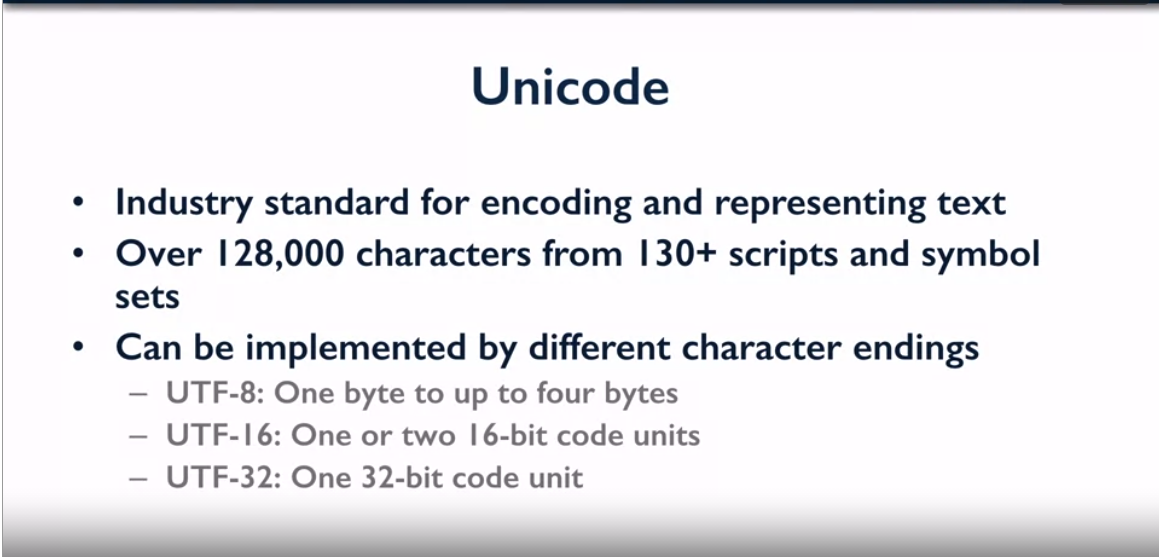 Unicode
• Industry standard for encoding and representing text
• Over 128,000 characters from 130+ scripts and symbol
sets
• Can be implemented by different character endings
– UTF-8: One byte to up to four bytes
– UTF-16: One or two 16-bit code units
– UTF-32: One 32-bit code unit